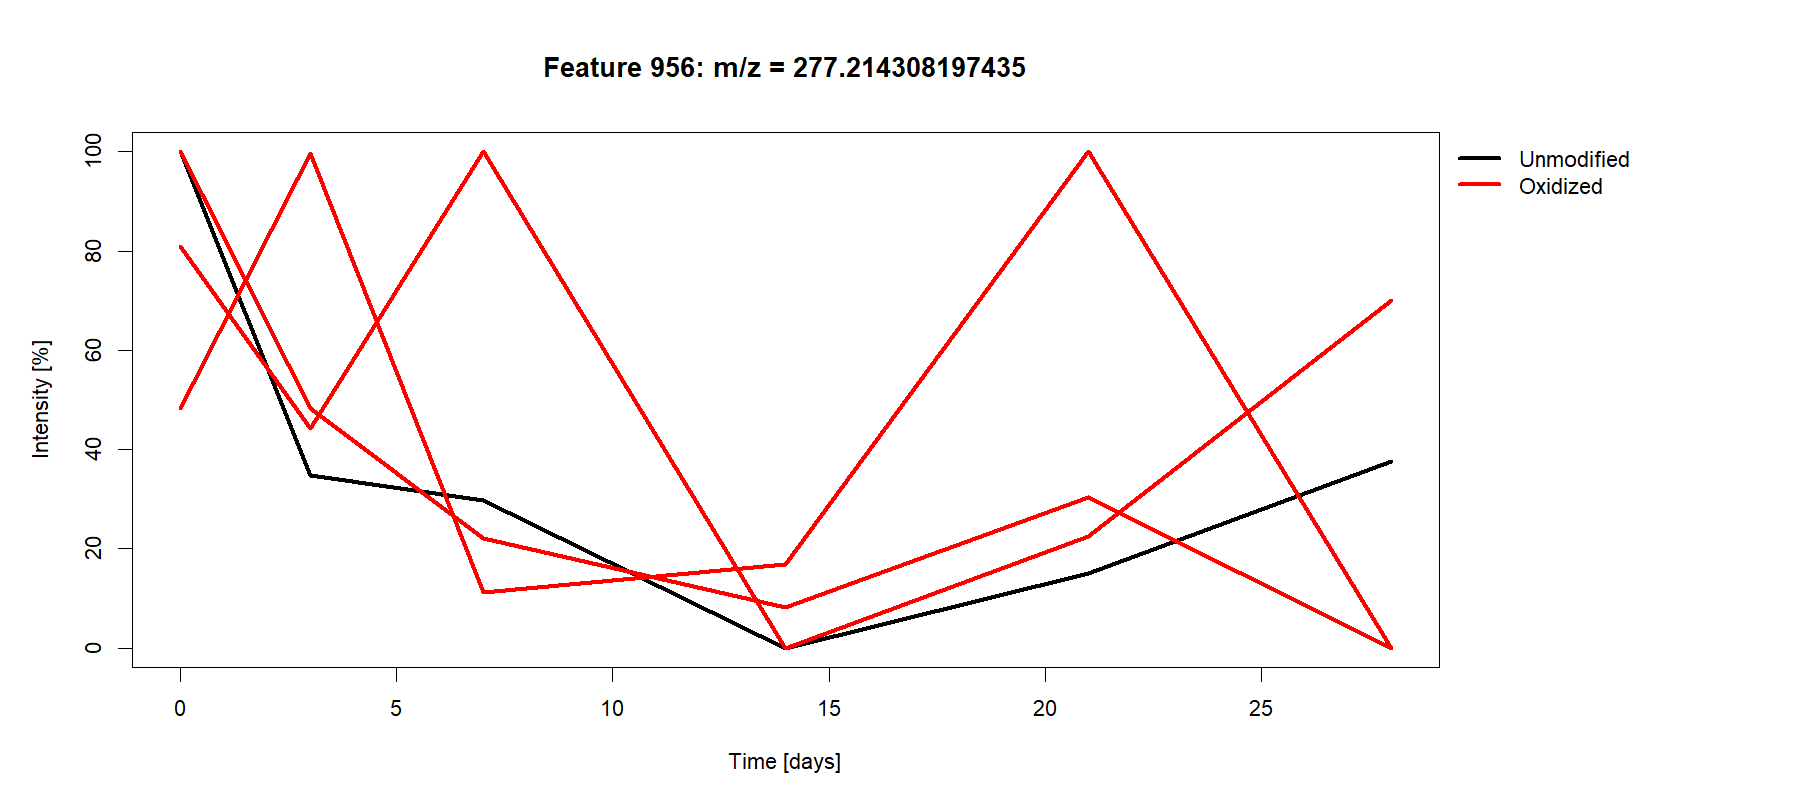 Feature 956: m/z = 277.214308197435
Unmodified
Oxidized
Intensity [%]
100
80
60
40
20
0
0 5 10 15 20 25
Time [days]